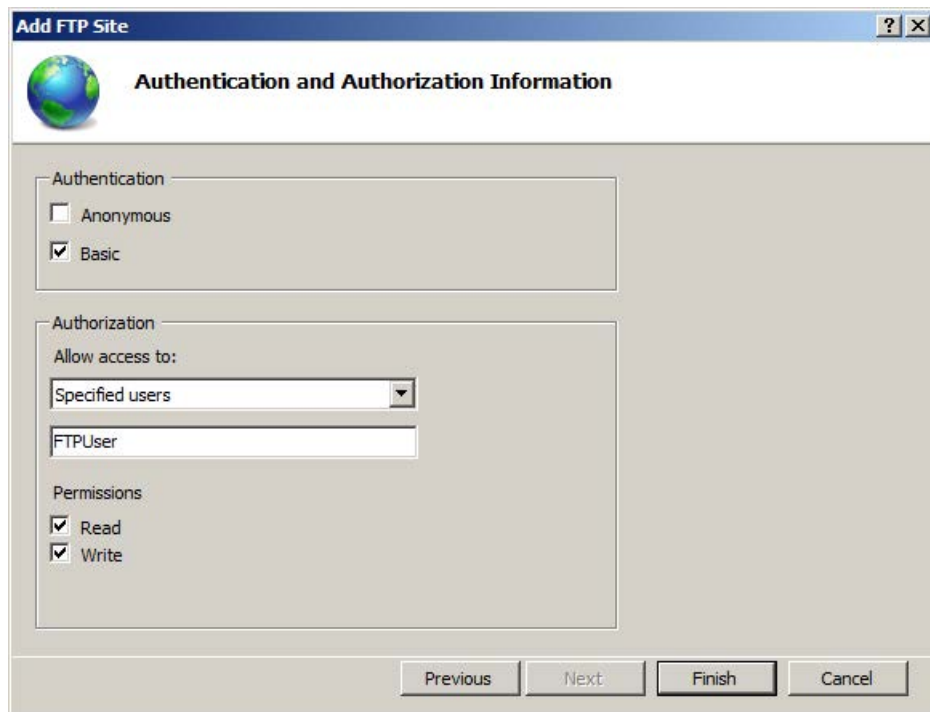 Add FTP Site
Authentication and Authorization Information
Authentication
Anonymous
Basic
Authorization
Allow access to:
Specified users
FTPUser
Permissions
Read
Write
Previous Next Finish Cancel